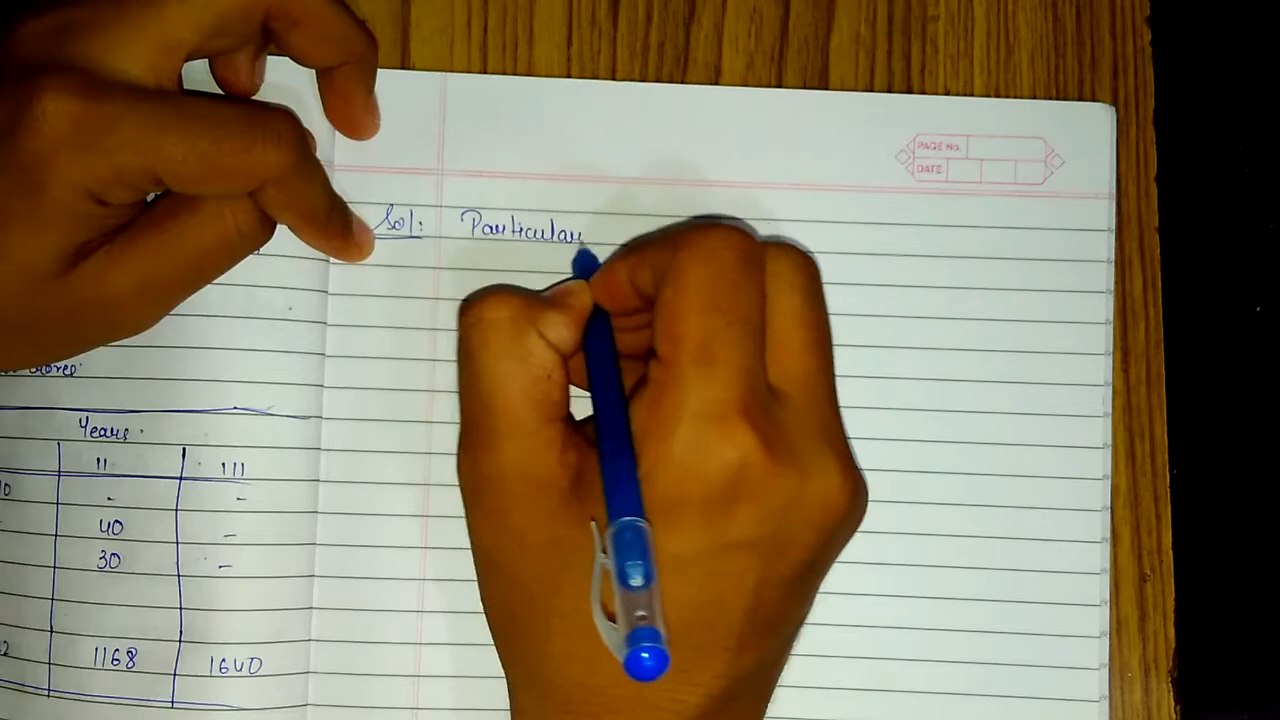 PAGE No.
DATE
Sol: Particular
Years
II III
- -
40 -
30 -
1168 1640